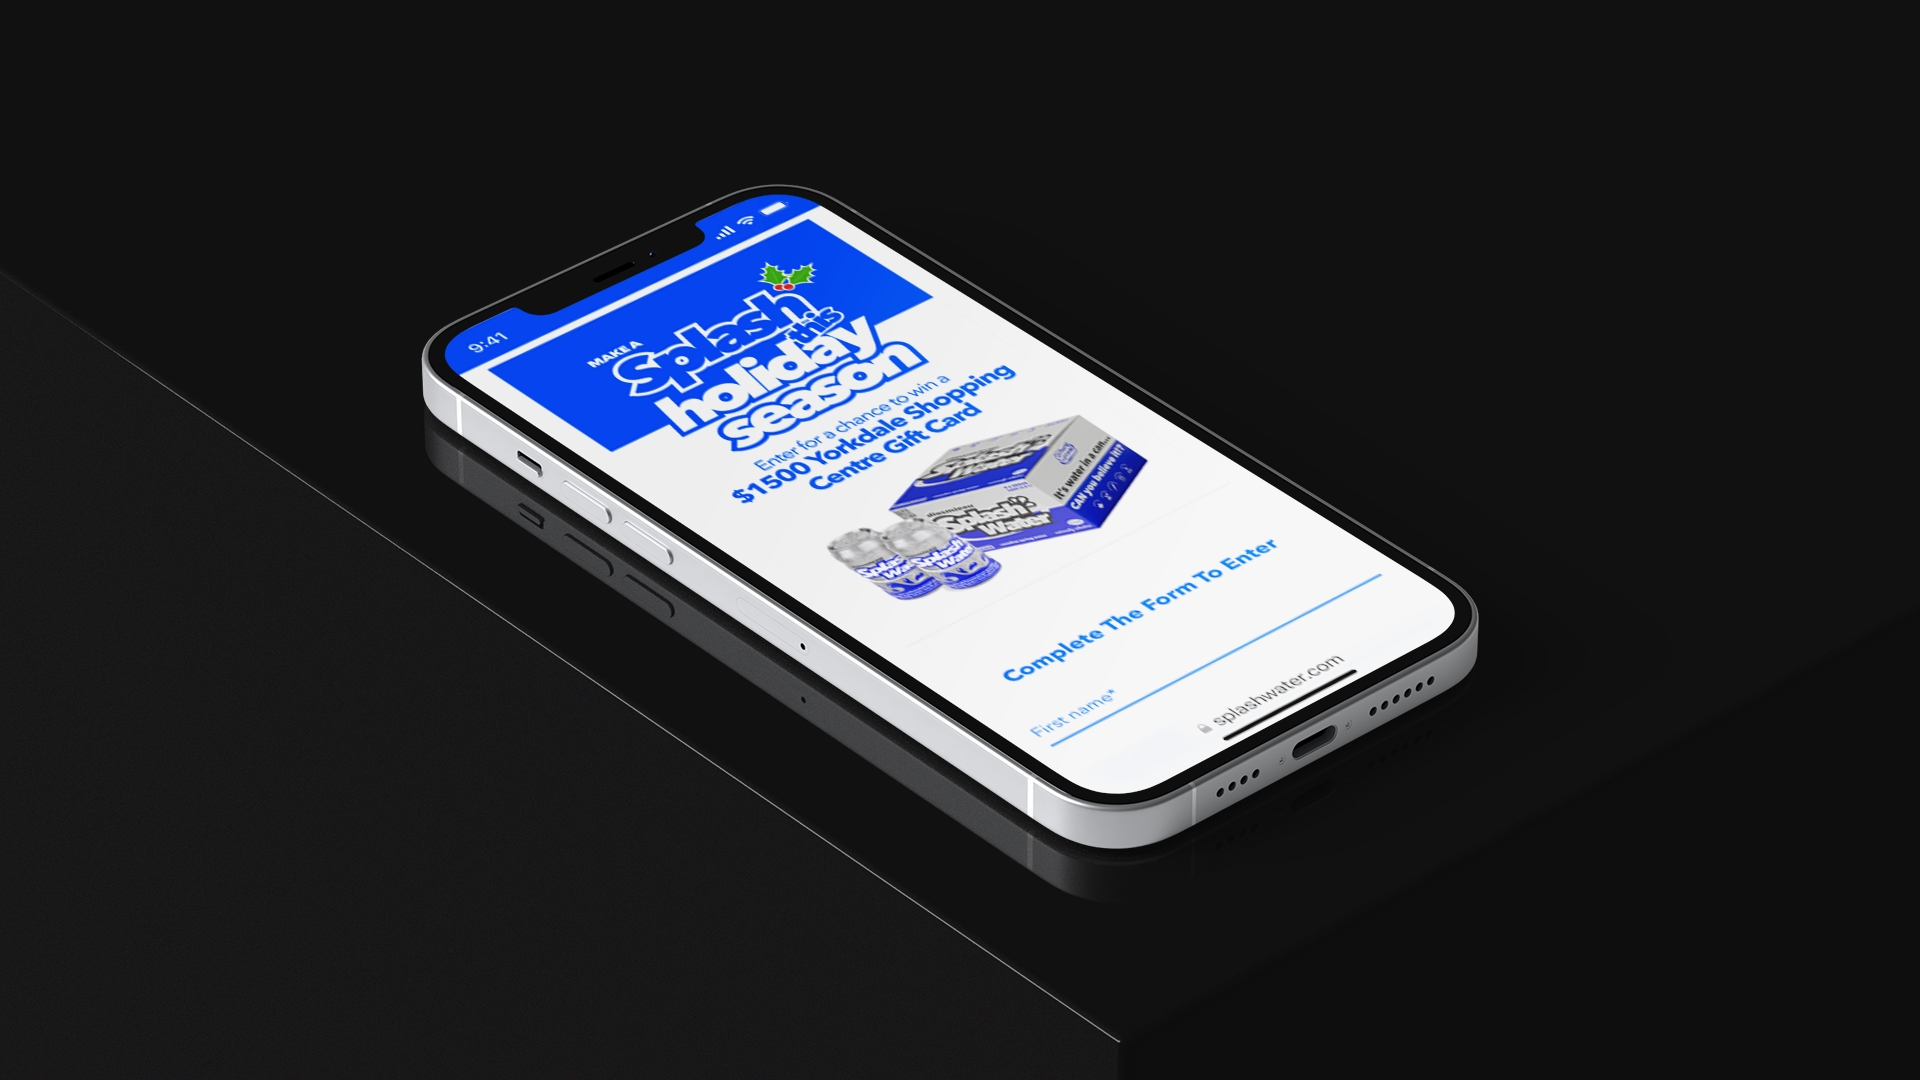 9:41
MAKE A
Splash
this
holiday
season
Enter for a chance to win a
$1500 Yorkdale Shopping
Centre Gift Card
Splash
Water
It's water in a can...
CAN you believe it!?
Splash
Water
Complete The Form To Enter
First name*
splashwater.com